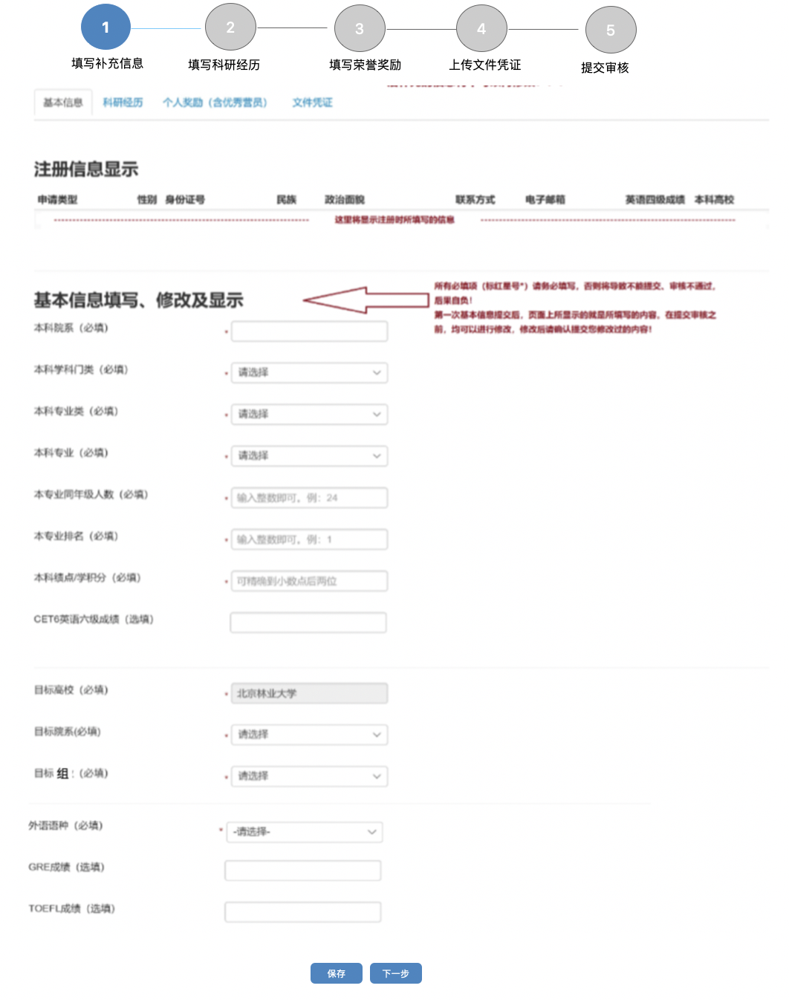 1 2 3 4 5
填写补充信息 填写科研经历 填写荣誉奖励 上传文件凭证 提交审核
基本信息 科研经历 个人奖励（含优秀营员） 文件凭证
注册信息显示
申请类型 性别 身份证号 民族 政治面貌 联系方式 电子邮箱 英语四级成绩 本科高校
这里将显示注册时所填写的信息
基本信息填写、修改及显示
所有必填项（标红星号*）请务必填写，否则将导致不能提交、审核不通过，
后果自负！
第一次基本信息提交后，页面上所显示的就是所填写的内容。在提交审核之
前，均可以进行修改，修改后请确认提交您修改过的内容！
本科院系（必填） *
本科学科门类（必填） * 请选择
本科专业类（必填） * 请选择
本科专业（必填） * 请选择
本专业同年级人数（必填） * 输入整数即可。例：24
本专业排名（必填） * 输入整数即可。例：1
本科绩点/学积分（必填） * 可精确到小数点后两位
CET6英语六级成绩（选填）
目标高校（必填） * 北京林业大学
目标院系(必填) * 请选择
目标 组：（必填） * 请选择
外语语种（必填） * -请选择-
GRE成绩（选填）
TOEFL成绩（选填）
保存 下一步